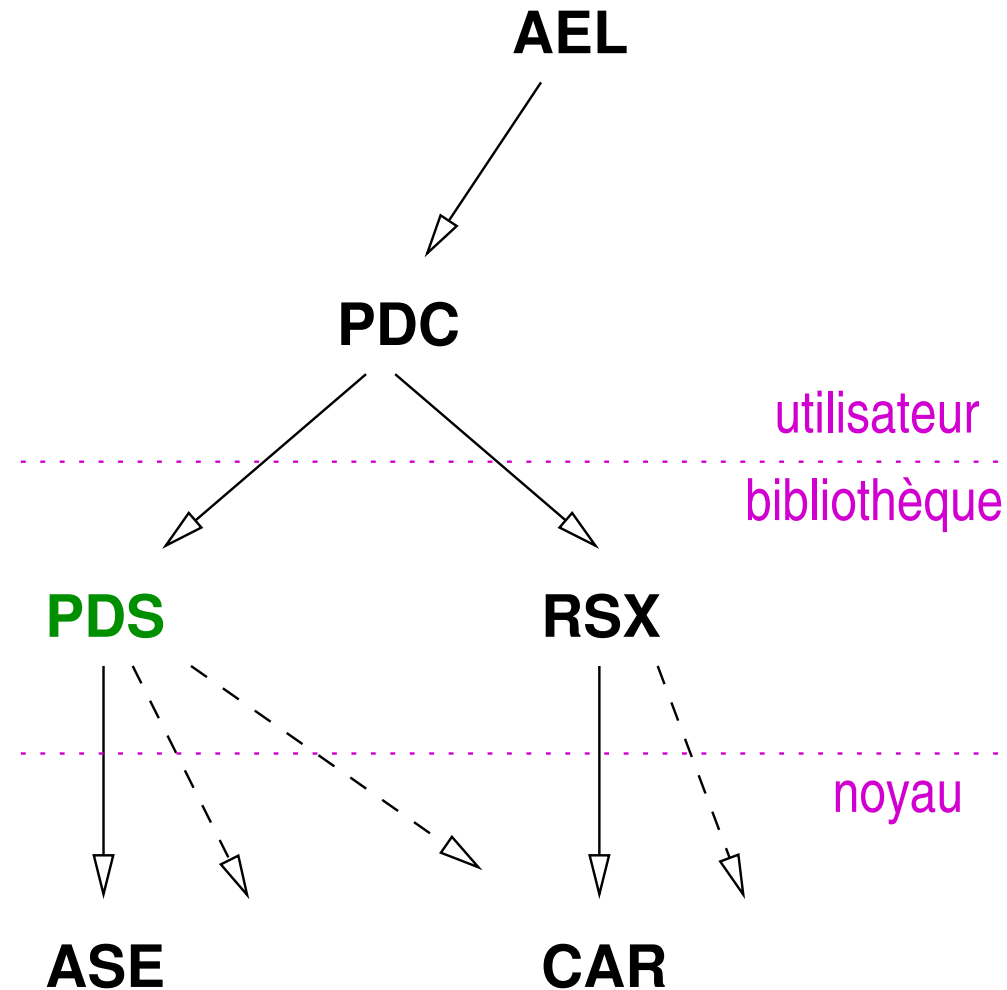 AEL
PDC
utilisateur
bibliothèque
PDS
RSX
noyau
ASE
CAR